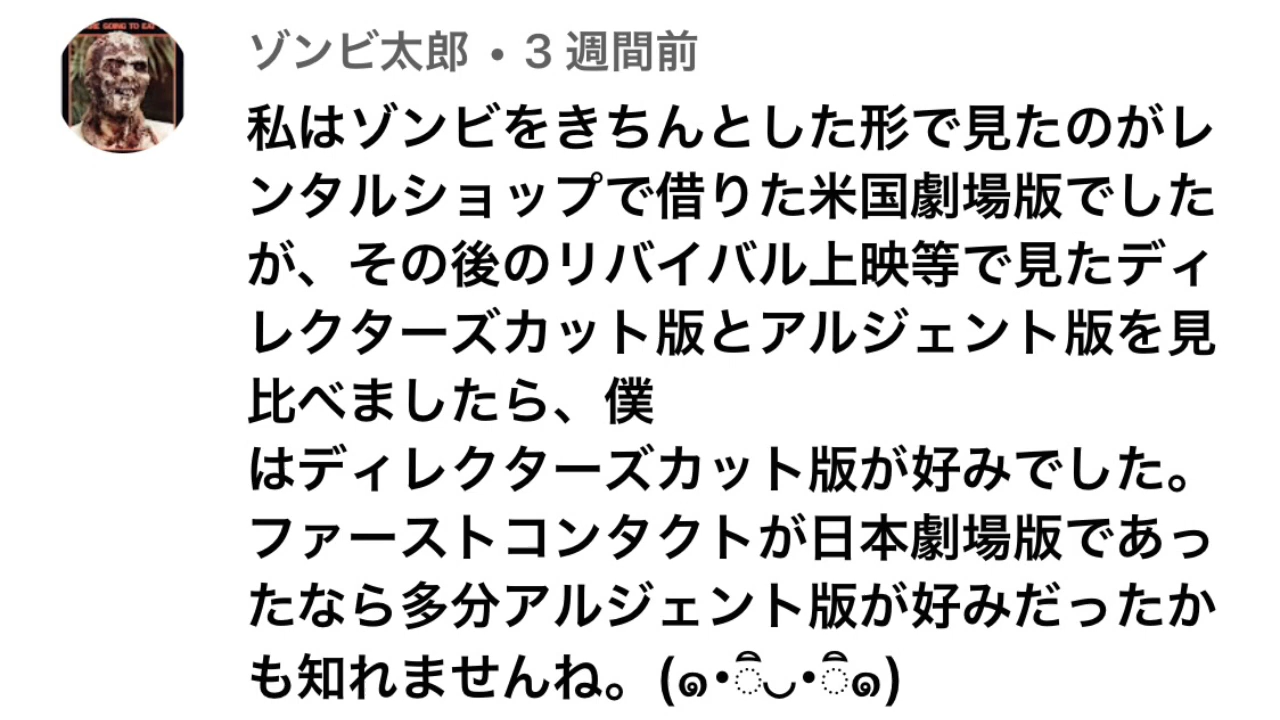 WE ARE GOING TO EAT
ゾンビ太郎 • 3 週間前
私はゾンビをきちんとした形で見たのがレ
ンタルショップで借りた米国劇場版でした
が、その後のリバイバル上映等で見たディ
レクターズカット版とアルジェント版を見
比べましたら、僕
はディレクターズカット版が好みでした。
ファーストコンタクトが日本劇場版であっ
たなら多分アルジェント版が好みだったか
も知れませんね。(๑•ิ◡•ิ๑)